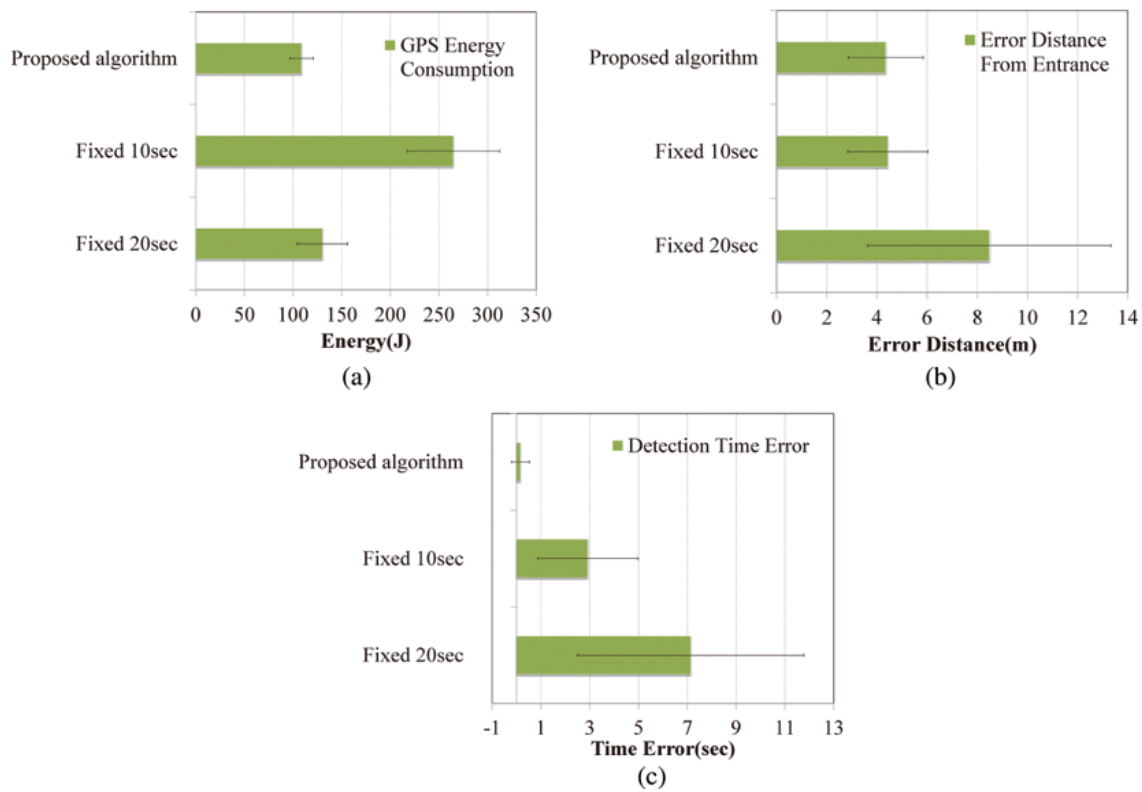 Proposed algorithm
Fixed 10sec
Fixed 20sec
GPS Energy
Consumption
0 50 100 150 200 250 300 350
Energy(J)
(a)
Proposed algorithm
Fixed 10sec
Fixed 20sec
Error Distance
From Entrance
0 2 4 6 8 10 12 14
Error Distance(m)
(b)
Proposed algorithm
Fixed 10sec
Fixed 20sec
Detection Time Error
-1 1 3 5 7 9 11 13
Time Error(sec)
(c)